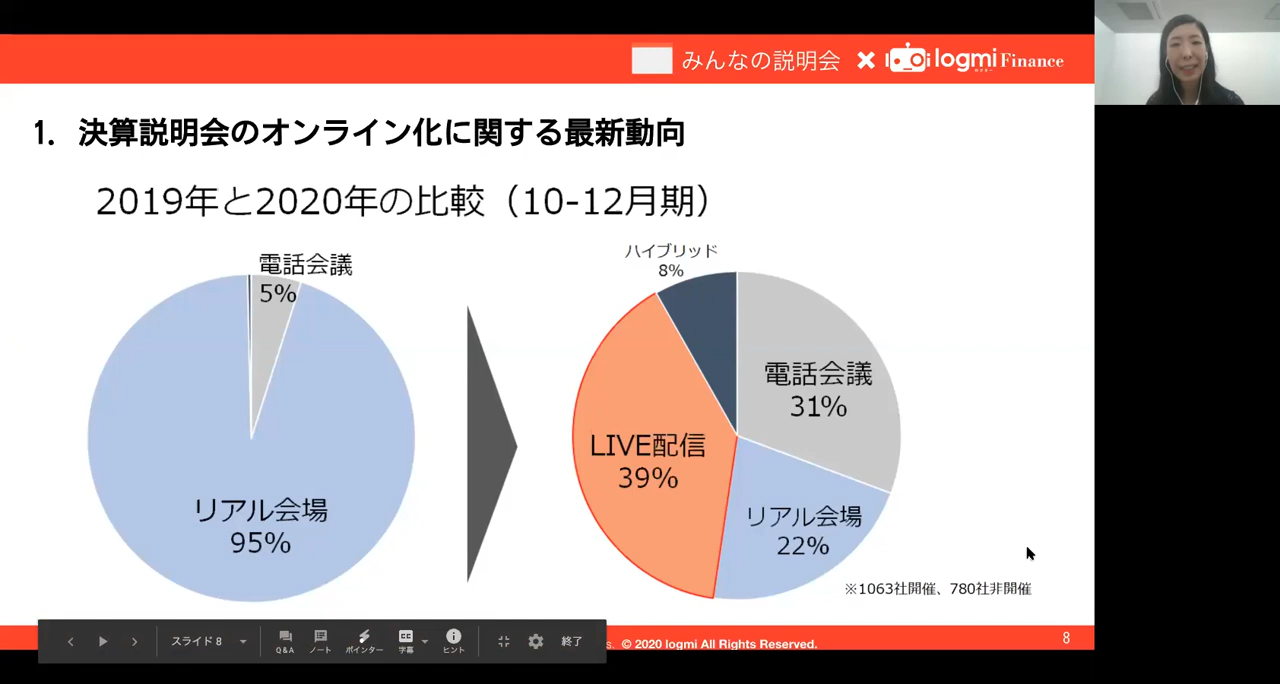 みんなの説明会 × logmi Finance
1. 決算説明会のオンライン化に関する最新動向
2019年と2020年の比較（10-12月期）
電話会議
5%
リアル会場
95%
ハイブリッド
8%
電話会議
31%
LIVE配信
39%
リアル会場
22%
※1063社開催、780社非開催
スライド 8
Q&A
ノート
ポインター
字幕
ヒント
終了
s. © 2020 logmi All Rights Reserved.
8